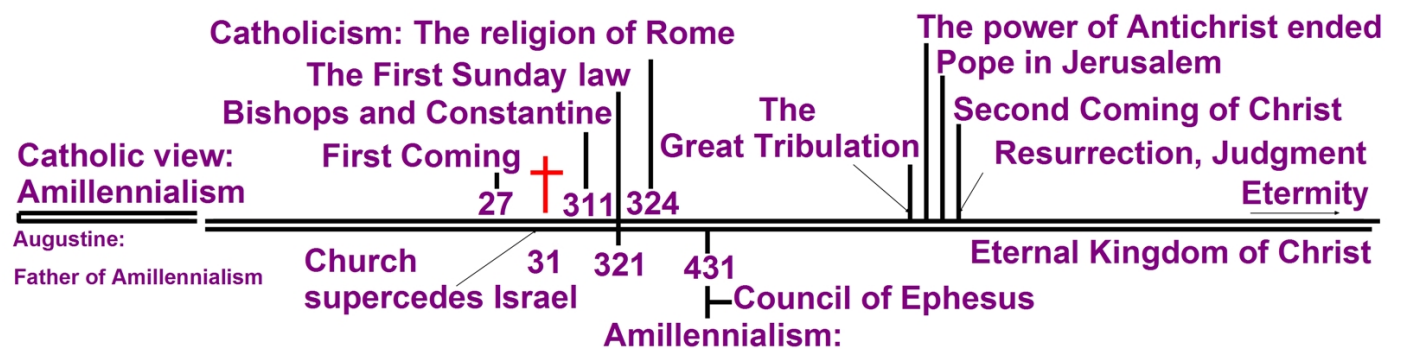 The power of Antichrist ended
Catholicism: The religion of Rome
Pope in Jerusalem
The First Sunday law
Bishops and Constantine
The
Second Coming of Christ
Great Tribulation
Catholic view:
First Coming
Resurrection, Judgment
Amillennialism
Etermity
27
311
324
Augustine:
Father of Amillennialism
Church
supercedes Israel
31
321
431
Eternal Kingdom of Christ
Council of Ephesus
Amillennialism: